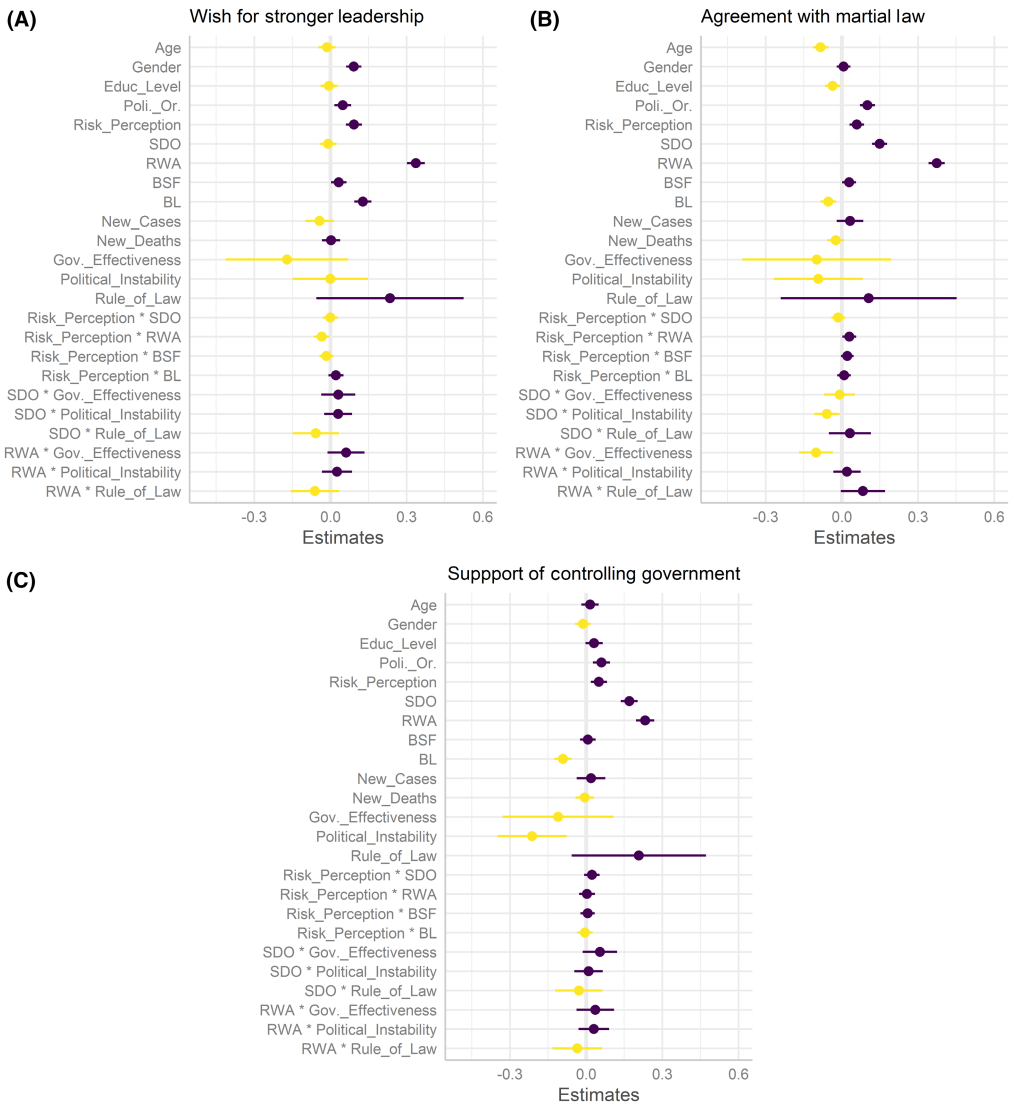 (A)
Wish for stronger leadership
Age
Gender
Educ_Level
Poli._Or.
Risk_Perception
SDO
RWA
BSF
BL
New_Cases
New_Deaths
Gov._Effectiveness
Political_Instability
Rule_of_Law
Risk_Perception * SDO
Risk_Perception * RWA
Risk_Perception * BSF
Risk_Perception * BL
SDO * Gov._Effectiveness
SDO * Political_Instability
SDO * Rule_of_Law
RWA * Gov._Effectiveness
RWA * Political_Instability
RWA * Rule_of_Law
-0.3 0.0 0.3 0.6
Estimates
(B)
Agreement with martial law
Age
Gender
Educ_Level
Poli._Or.
Risk_Perception
SDO
RWA
BSF
BL
New_Cases
New_Deaths
Gov._Effectiveness
Political_Instability
Rule_of_Law
Risk_Perception * SDO
Risk_Perception * RWA
Risk_Perception * BSF
Risk_Perception * BL
SDO * Gov._Effectiveness
SDO * Political_Instability
SDO * Rule_of_Law
RWA * Gov._Effectiveness
RWA * Political_Instability
RWA * Rule_of_Law
-0.3 0.0 0.3 0.6
Estimates
(C)
Suppport of controlling government
Age
Gender
Educ_Level
Poli._Or.
Risk_Perception
SDO
RWA
BSF
BL
New_Cases
New_Deaths
Gov._Effectiveness
Political_Instability
Rule_of_Law
Risk_Perception * SDO
Risk_Perception * RWA
Risk_Perception * BSF
Risk_Perception * BL
SDO * Gov._Effectiveness
SDO * Political_Instability
SDO * Rule_of_Law
RWA * Gov._Effectiveness
RWA * Political_Instability
RWA * Rule_of_Law
-0.3 0.0 0.3 0.6
Estimates